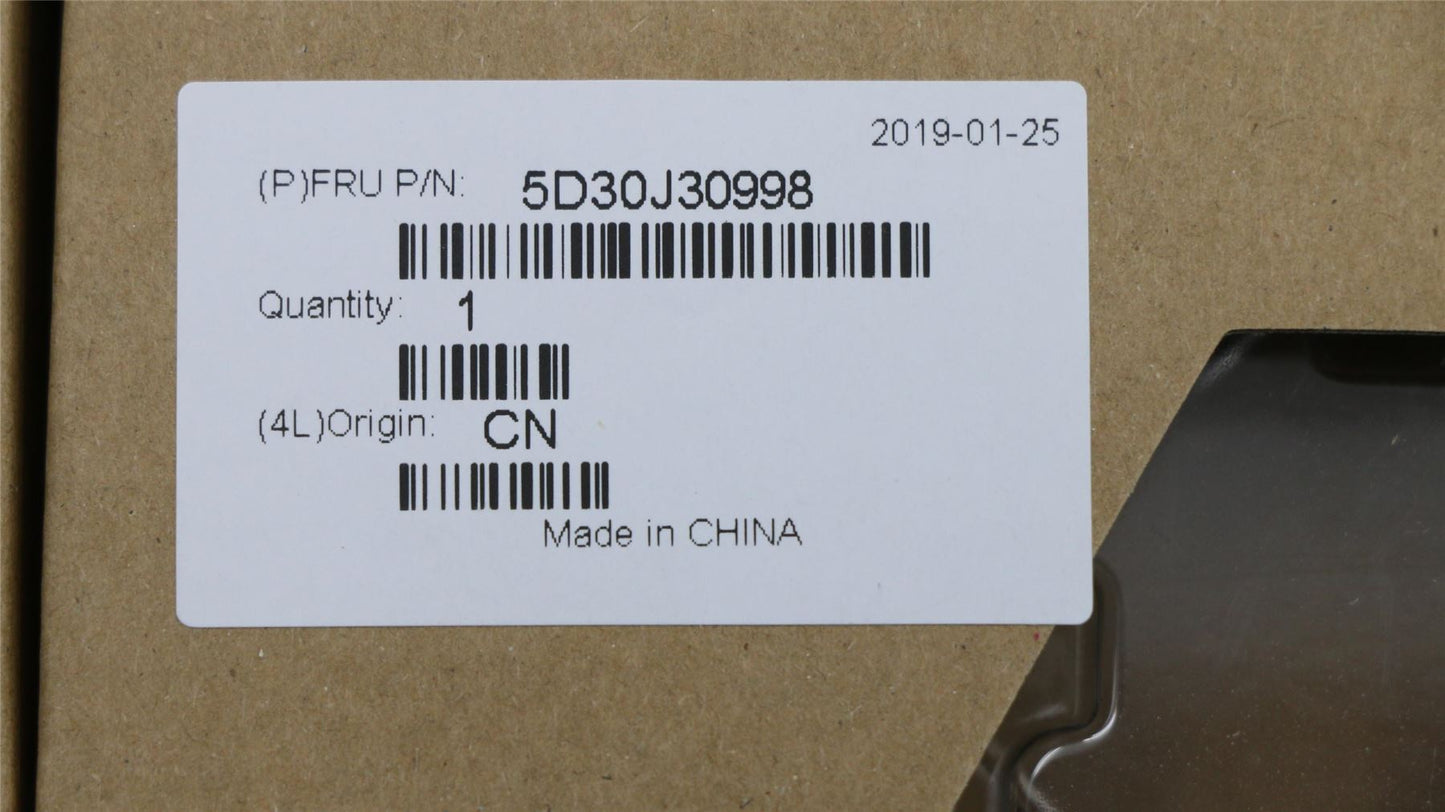 2019-01-25
(P)FRU P/N: 5D30J30998
Quantity: 1
(4L)Origin: CN
Made in CHINA